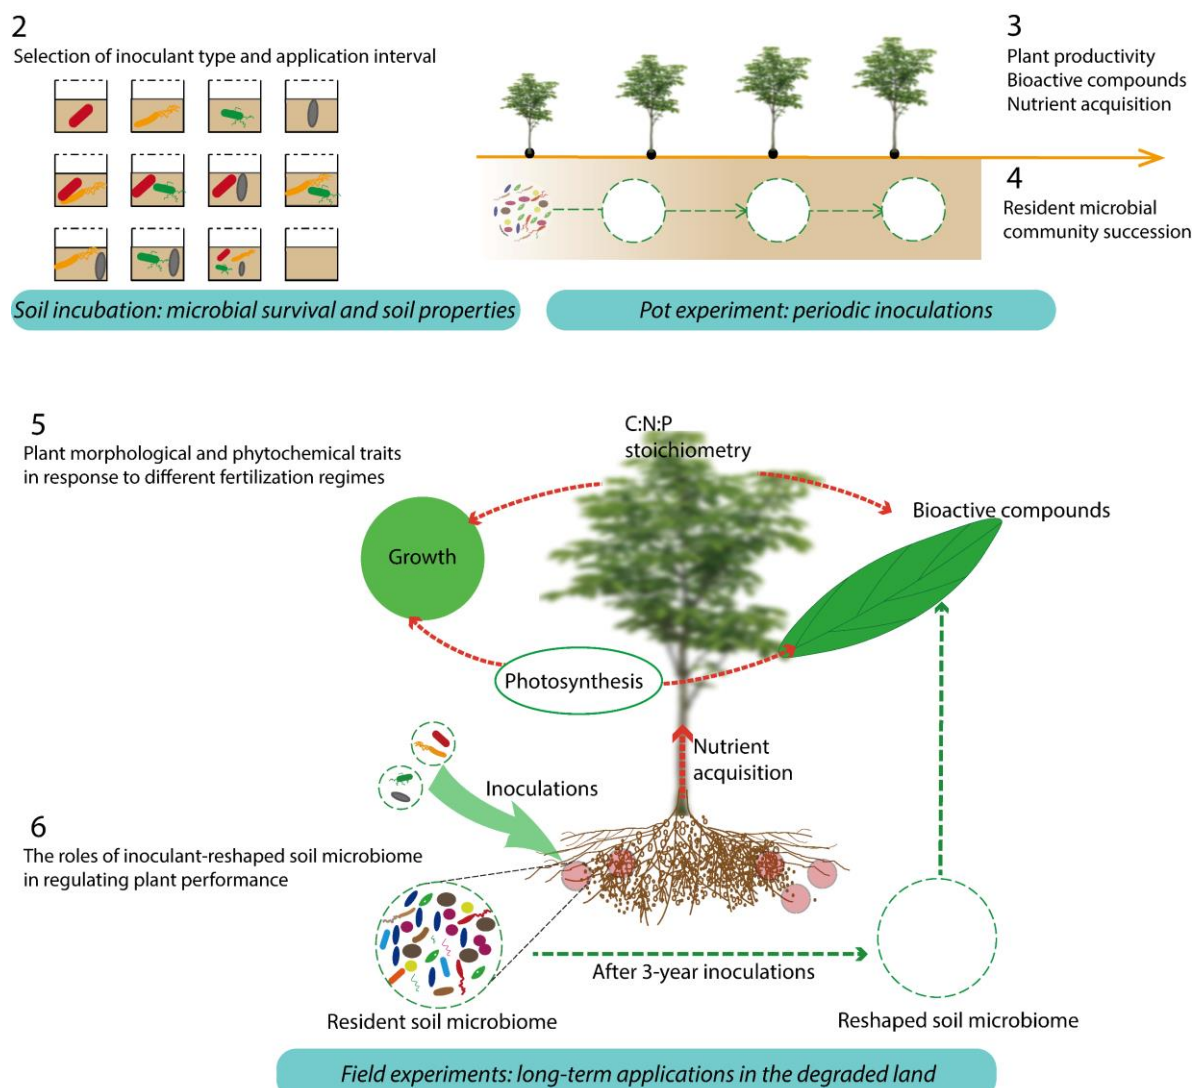 2
Selection of inoculant type and application interval
Soil incubation: microbial survival and soil properties
3
Plant productivity
Bioactive compounds
Nutrient acquisition
4
Resident microbial
community succession
Pot experiment: periodic inoculations
5
Plant morphological and phytochemical traits
in response to different fertilization regimes
C:N:P
stoichiometry
Bioactive compounds
Growth
Photosynthesis
Nutrient
acquisition
Inoculations
6
The roles of inoculant-reshaped soil microbiome
in regulating plant performance
After 3-year inoculations
Resident soil microbiome
Reshaped soil microbiome
Field experiments: long-term applications in the degraded land